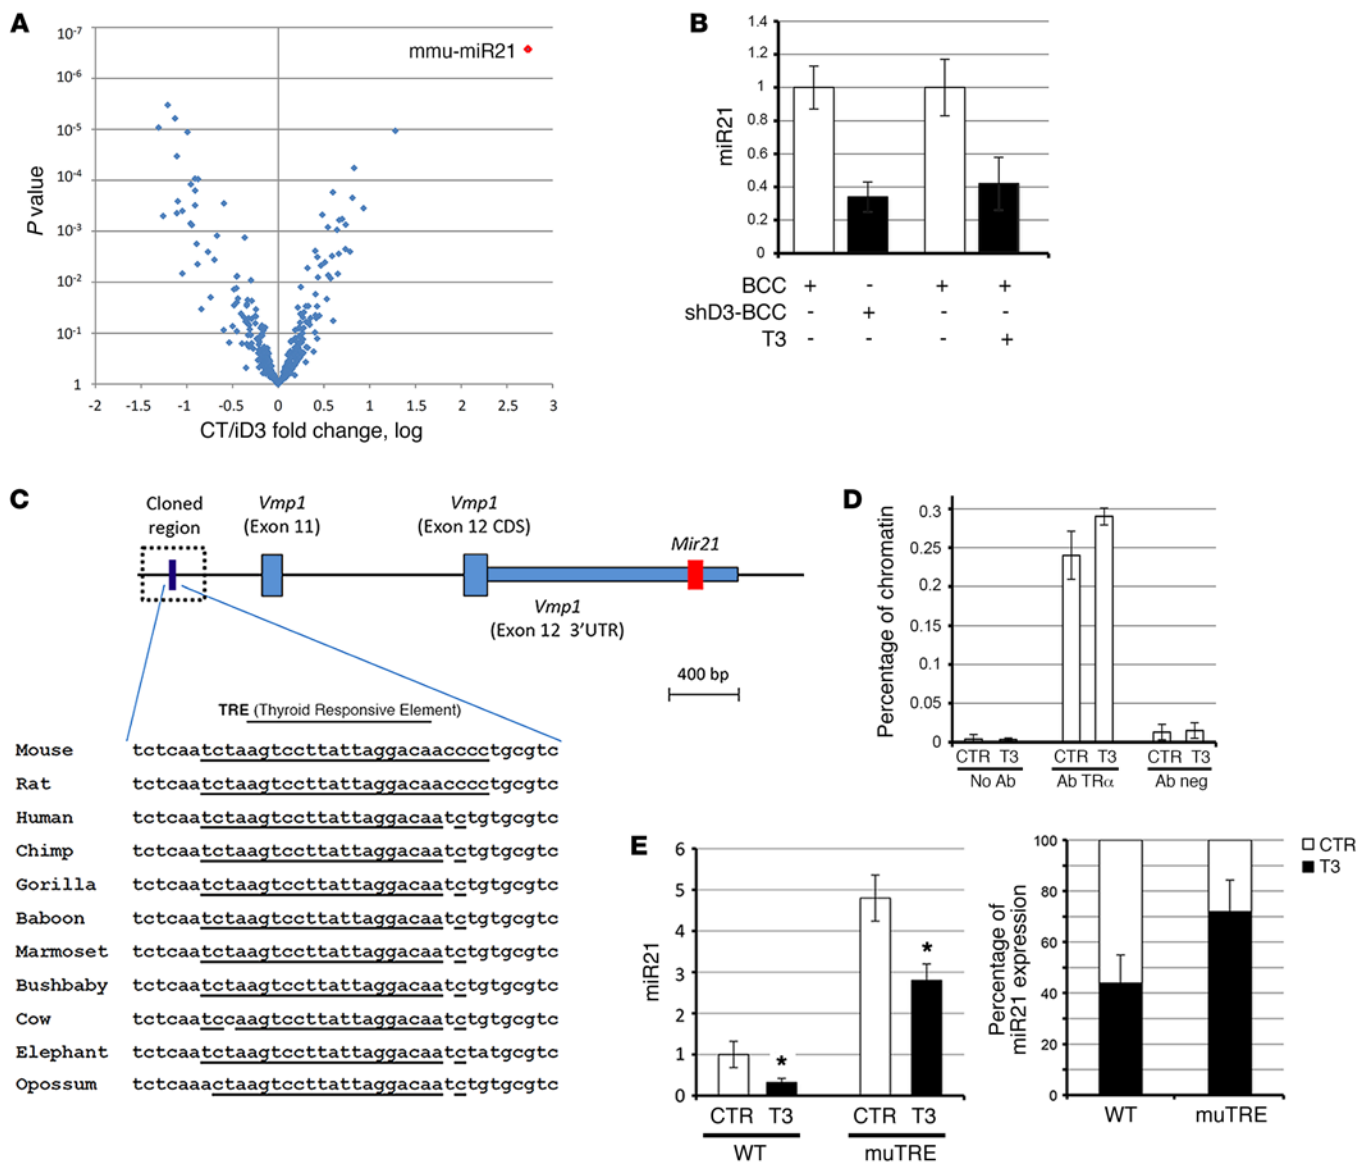 A
10-7
10-6
10-5
10-4
10-3
10-2
10-1
1
P value
mmu-miR21
-2 -1.5 -1 -0.5 0 0.5 1 1.5 2 2.5 3
CT/iD3 fold change, log
B
1.4
1.2
1
0.8
0.6
0.4
0.2
0
miR21
BCC + - + +
shD3-BCC - + - -
T3 - - - +
C
Cloned
region
Vmp1
(Exon 11)
Vmp1
(Exon 12 CDS)
Mir21
Vmp1
(Exon 12 3'UTR)
400 bp
TRE (Thyroid Responsive Element)
Mouse tctcaatctaagtccttattaggacaacccctgcgtc
Rat tctcaatctaagtccttattaggacaacccctgcgtc
Human tctcaatctaagtccttattaggacaatctgtgcgtc
Chimp tctcaatctaagtccttattaggacaatctgtgcgtc
Gorilla tctcaatctaagtccttattaggacaatctgtgcgtc
Baboon tctcaatctaagtccttattaggacaatctgtgcgtc
Marmoset tctcaatctaagtccttattaggacaatctgtgcgtc
Bushbaby tctcaatctaagtccttattaggacaatctgtgcgtc
Cow tctcaatccaagtccttattaggacaatctgtgcgtc
Elephant tctcaatctaagtccttattaggacaatctatgcgtc
Opossum tctcaaactaagtccttattaggacaatctgtgcgtc
D
0.3
0.25
0.2
0.15
0.1
0.05
0
Percentage of chromatin
CTR T3 CTR T3 CTR T3
No Ab Ab TRα Ab neg
E
6
5
4
3
2
1
0
miR21
* *
CTR T3 CTR T3
WT muTRE
100
80
60
40
20
0
Percentage of
miR21 expression
WT muTRE
CTR
T3